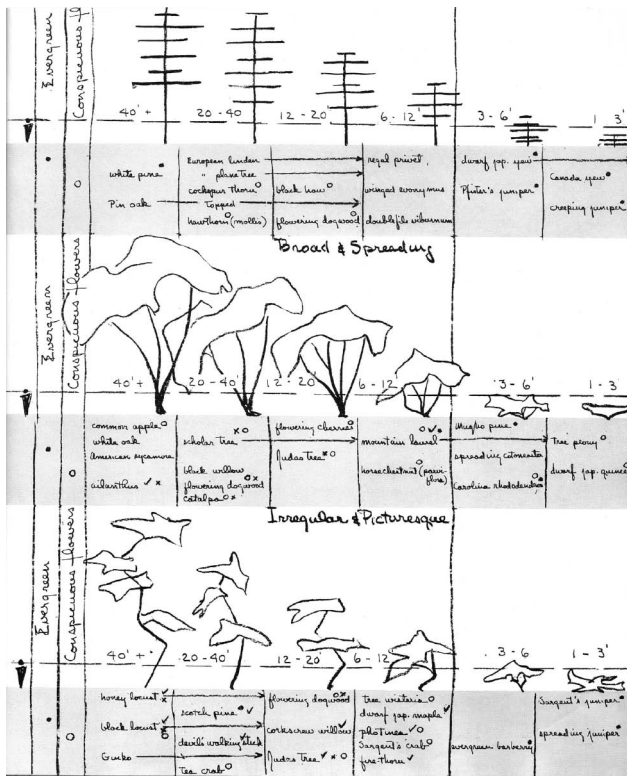 Evergreen
Conspicuous flowers
40'+ 20-40 12-20' 6-12' 3-6' 1-3'
European linden regal privet dwarf jap. yew
white pine " plane tree Canada yew
cockspur thorn black haw winged euonymus Pfitzer's juniper
Pin oak Topped creeping juniper
hawthorn (mollis) flowering dogwood doublefile viburnum
Broad & Spreading
Evergreen
Conspicuous flowers
40'+ 20-40' 12-20' 6-12' 3-6' 1-3'
common apple flowering cherries Mugho pine
white oak scholar tree mountain laurel Tree peony
american sycamore Judas Tree spreading cotoneaster
black willow horsechestnut (parvi-flora) dwarf jap. quince
ailanthus flowering dogwood Carolina rhododendron
catalpa
Irregular & Picturesque
Evergreen
Conspicuous flowers
40'+ 20-40' 12-20' 6-12' 3-6' 1-3'
honey locust flowering dogwood tree wisteria Sargent's juniper
scotch pine dwarf jap. maple
black locust corkscrew willow photinea spreading juniper
devil's walking stick Sargent's crab evergreen barberry
Ginko Judas Tree fire-thorn
Tea crab